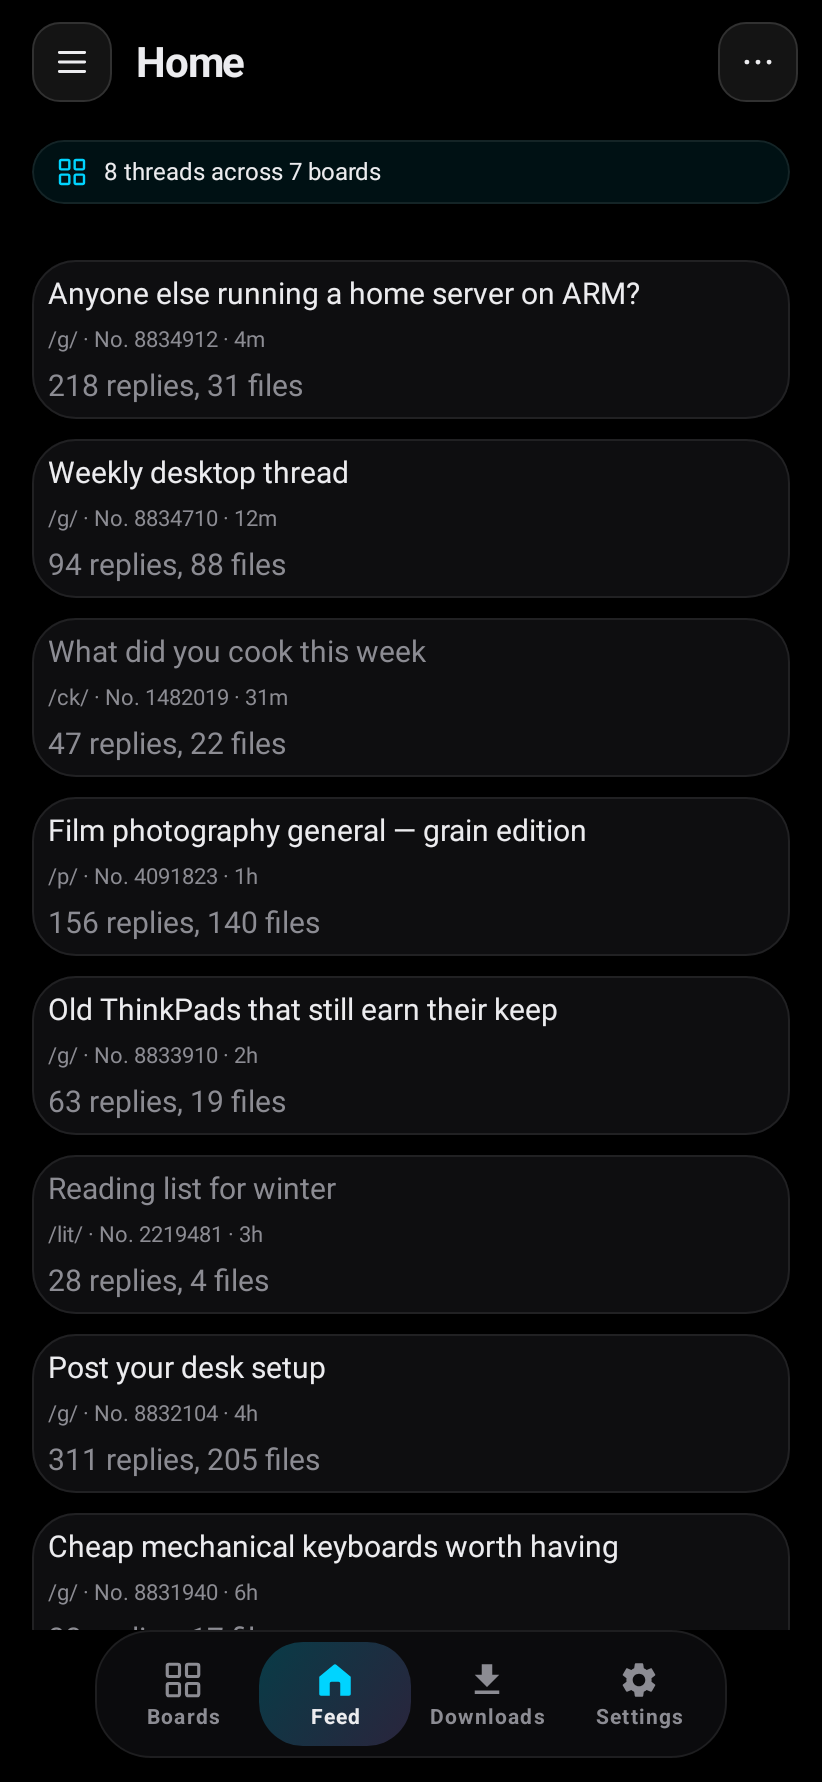 Home
8 threads across 7 boards
Anyone else running a home server on ARM?
/g/ · No. 8834912 · 4m
218 replies, 31 files
Weekly desktop thread
/g/ · No. 8834710 · 12m
94 replies, 88 files
What did you cook this week
/ck/ · No. 1482019 · 31m
47 replies, 22 files
Film photography general — grain edition
/p/ · No. 4091823 · 1h
156 replies, 140 files
Old ThinkPads that still earn their keep
/g/ · No. 8833910 · 2h
63 replies, 19 files
Reading list for winter
/lit/ · No. 2219481 · 3h
28 replies, 4 files
Post your desk setup
/g/ · No. 8832104 · 4h
311 replies, 205 files
Cheap mechanical keyboards worth having
/g/ · No. 8831940 · 6h
Boards Feed Downloads Settings